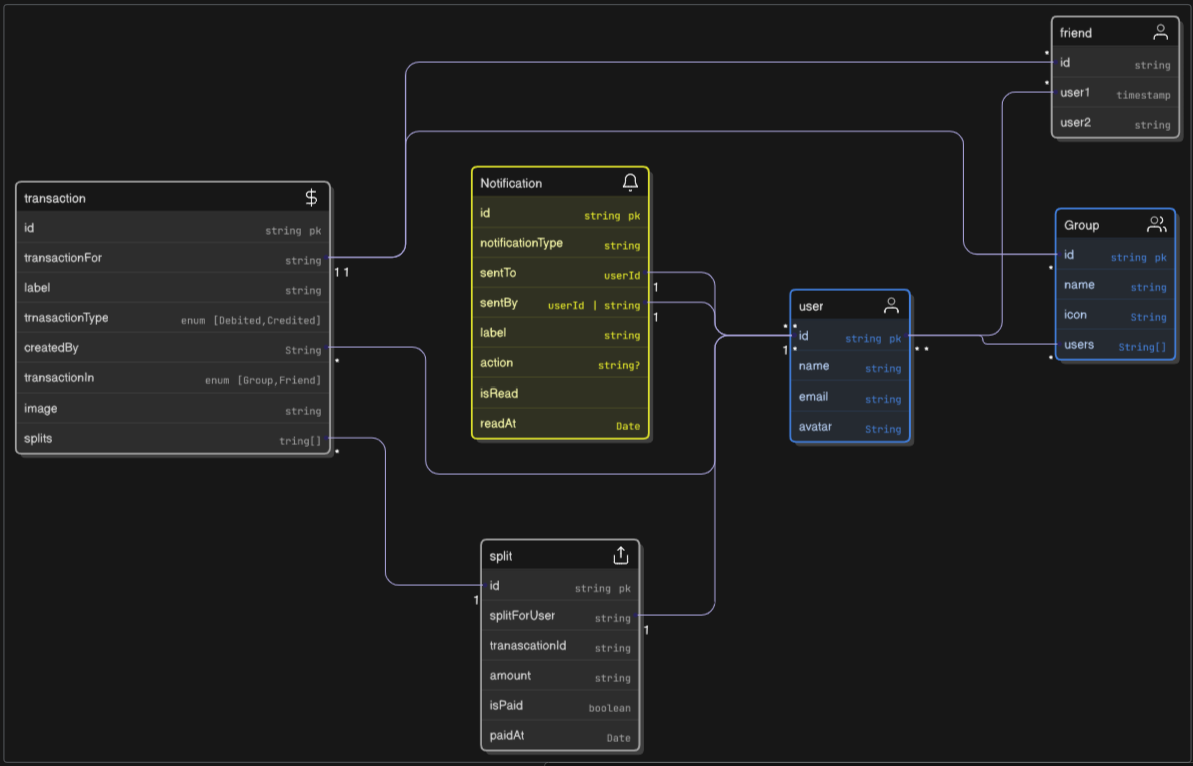 friend
id string
user1 timestamp
user2 string
transaction
id string pk
transactionFor string
1 1
label string
trnasactionType enum [Debited,Credited]
createdBy String
*
transactionIn enum [Group,Friend]
image string
splits tring[]
*
Notification
id string pk
notificationType string
sentTo userId
1
sentBy userId | string
1
label string
action string?
isRead
readAt Date
user
id string pk
1
name string
email string
avatar String
Group
id string pk
name string
icon String
users String[]
split
id string pk
1
splitForUser string
1
tranascationId string
amount string
isPaid boolean
paidAt Date